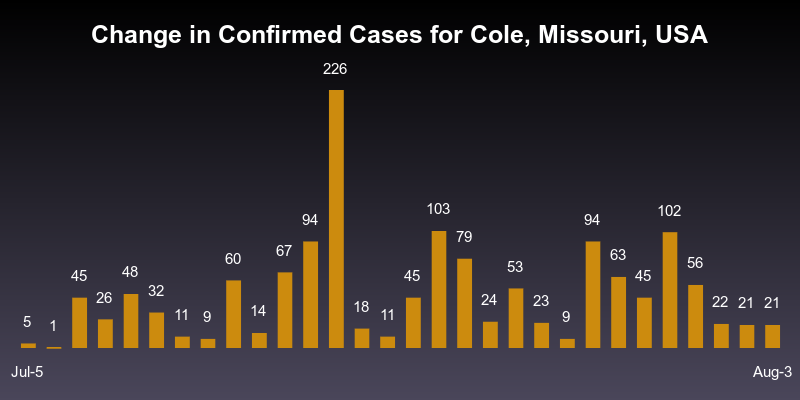 Change in Confirmed Cases for Cole, Missouri, USA
5 1 45 26 48 32 11 9 60 14 67 94 226 18 11 45 103 79 24 53 23 9 94 63 45 102 56 22 21 21
Jul-5 Aug-3